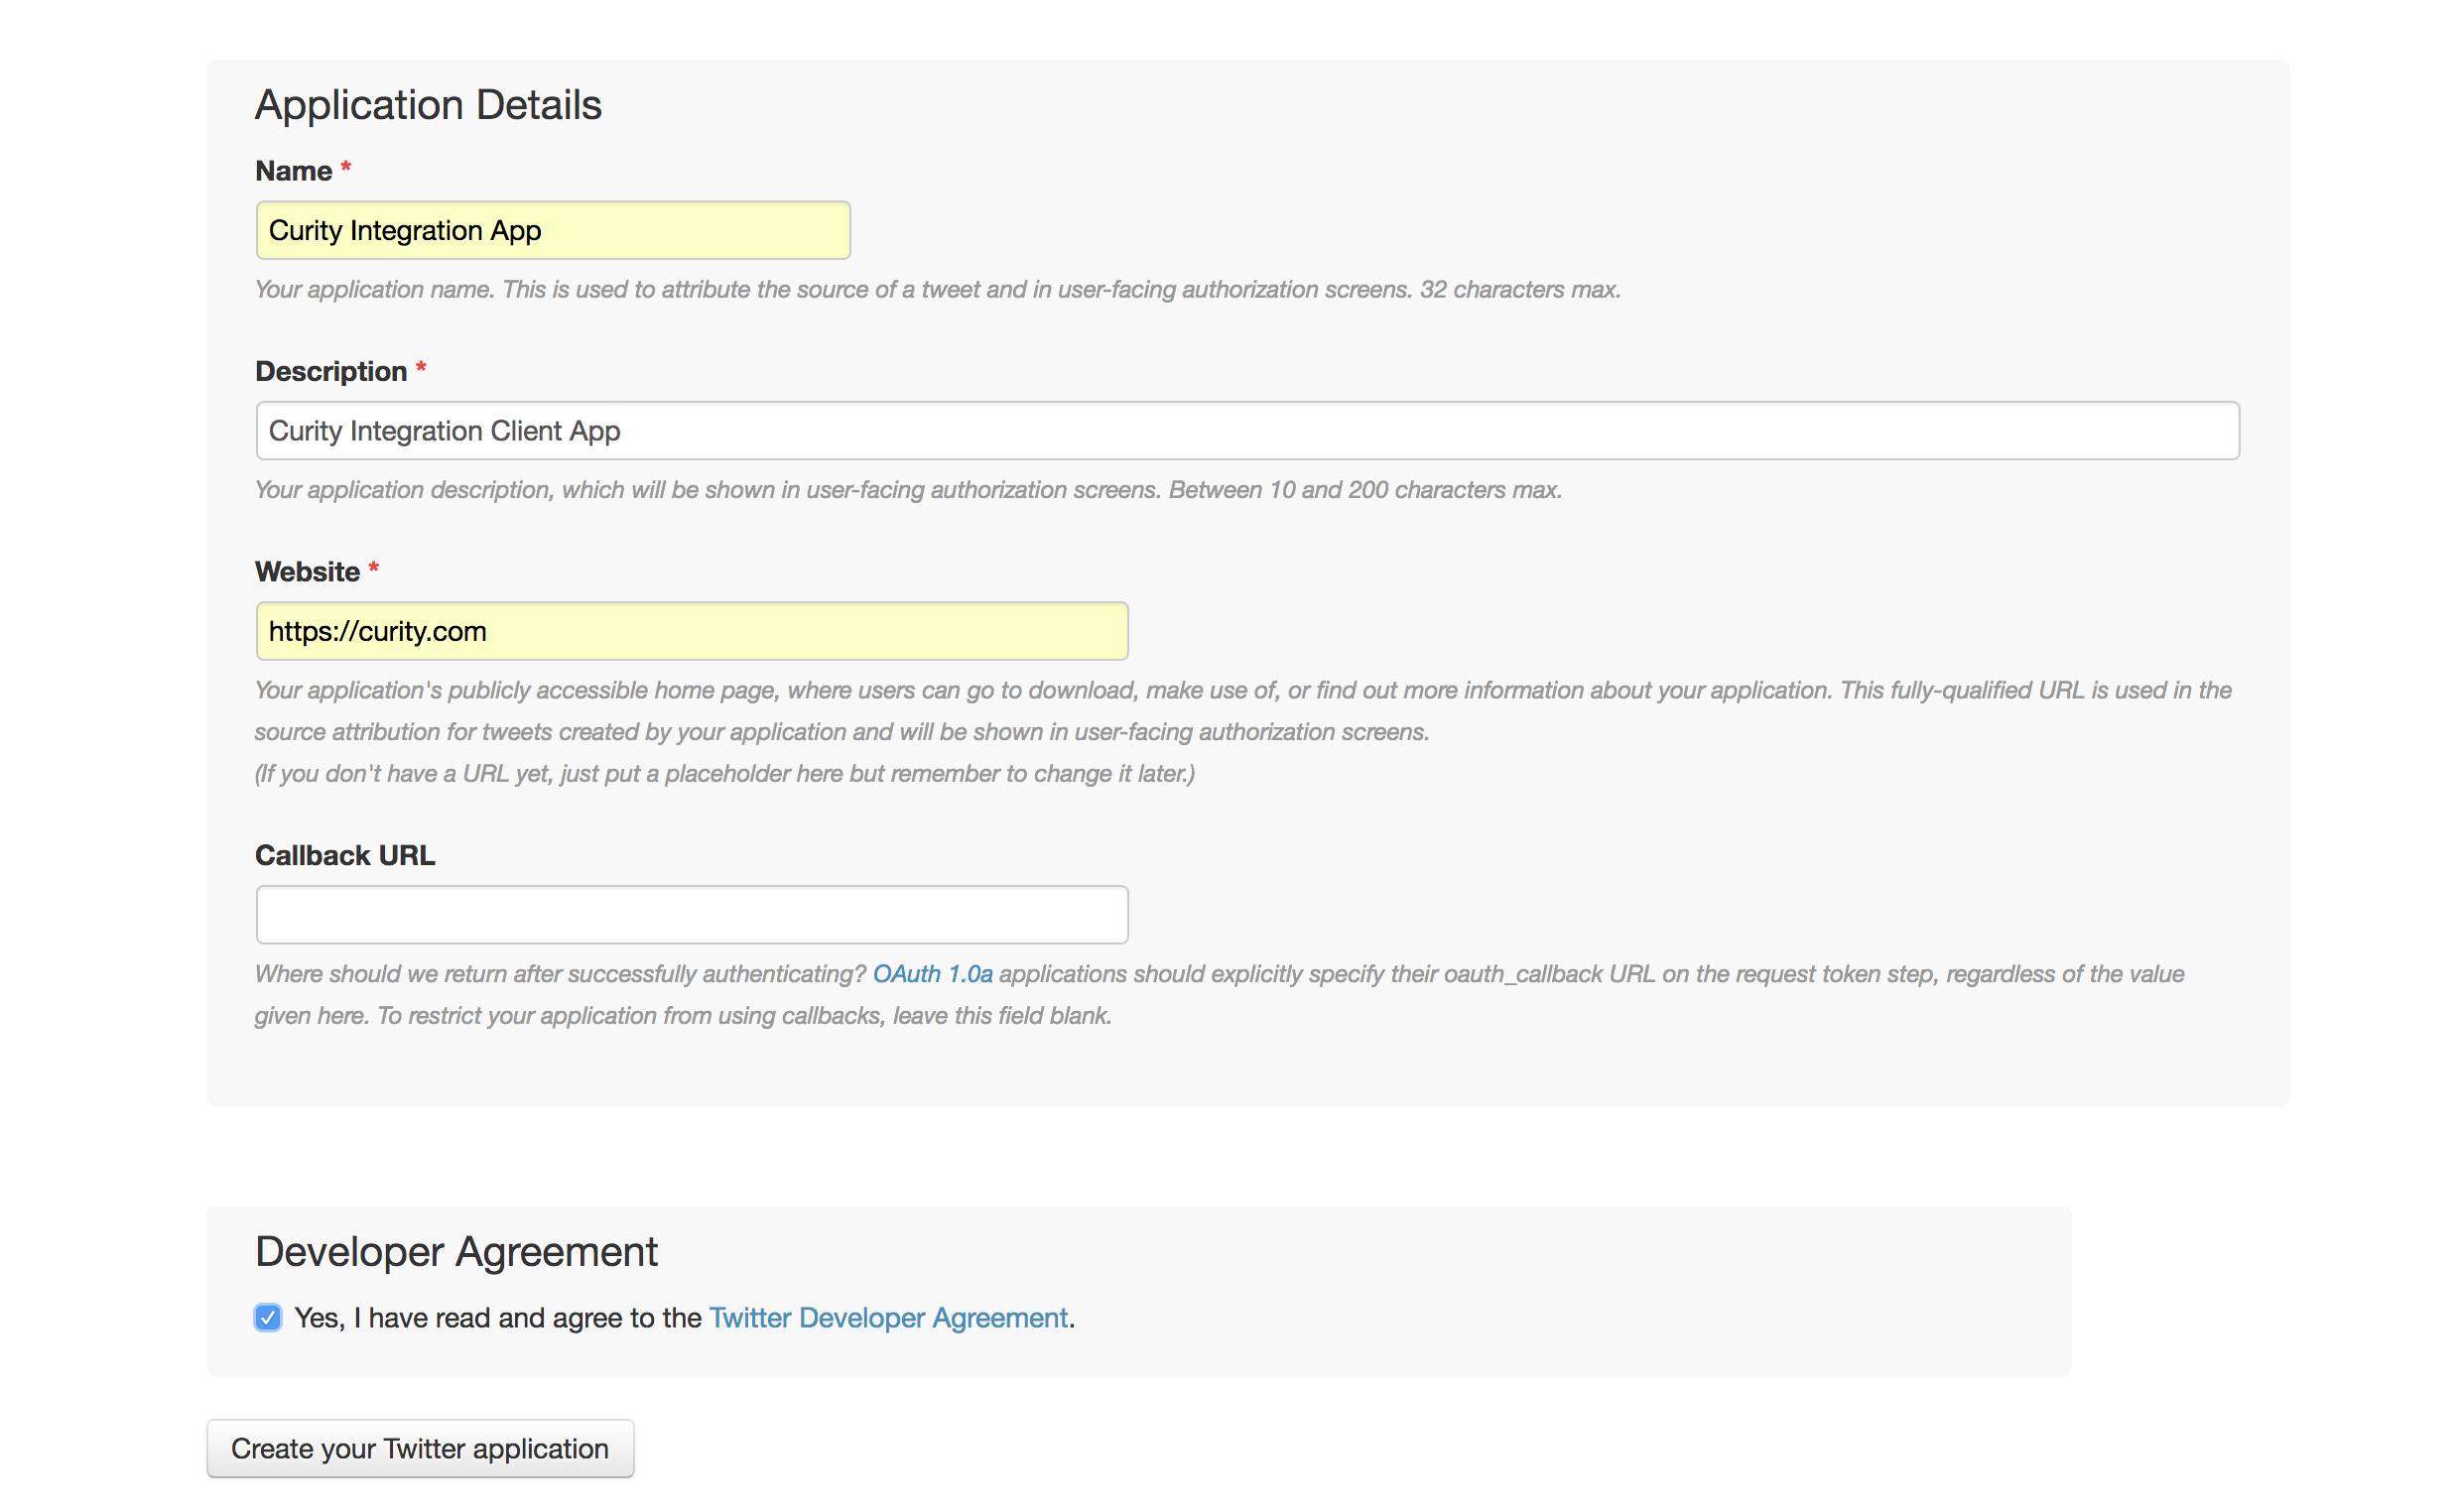 Application Details
Name *
Curity Integration App
Your application name. This is used to attribute the source of a tweet and in user-facing authorization screens. 32 characters max.
Description *
Curity Integration Client App
Your application description, which will be shown in user-facing authorization screens. Between 10 and 200 characters max.
Website *
https://curity.com
Your application's publicly accessible home page, where users can go to download, make use of, or find out more information about your application. This fully-qualified URL is used in the
source attribution for tweets created by your application and will be shown in user-facing authorization screens.
(If you don't have a URL yet, just put a placeholder here but remember to change it later.)
Callback URL
Where should we return after successfully authenticating? OAuth 1.0a applications should explicitly specify their oauth_callback URL on the request token step, regardless of the value
given here. To restrict your application from using callbacks, leave this field blank.
Developer Agreement
Yes, I have read and agree to the Twitter Developer Agreement.
Create your Twitter application